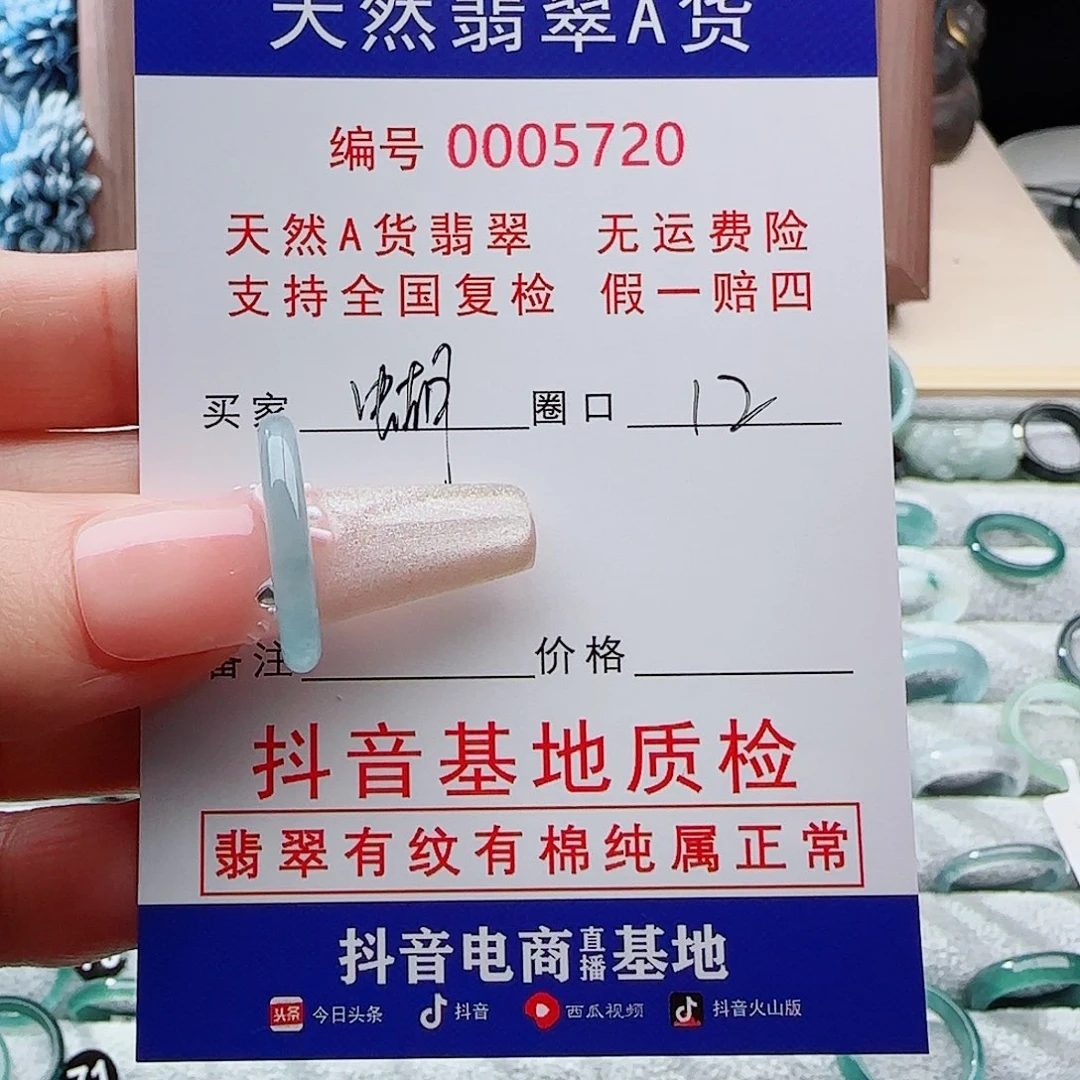 天然翡翠A货
编号 0005720
天然A货翡翠 无运费险
支持全国复检 假一赔四
买家 圈口 12
备注 价格
抖音基地质检
翡翠有纹有棉纯属正常
抖音电商直播基地
头条 今日头条 抖音 西瓜视频 抖音火山版
71